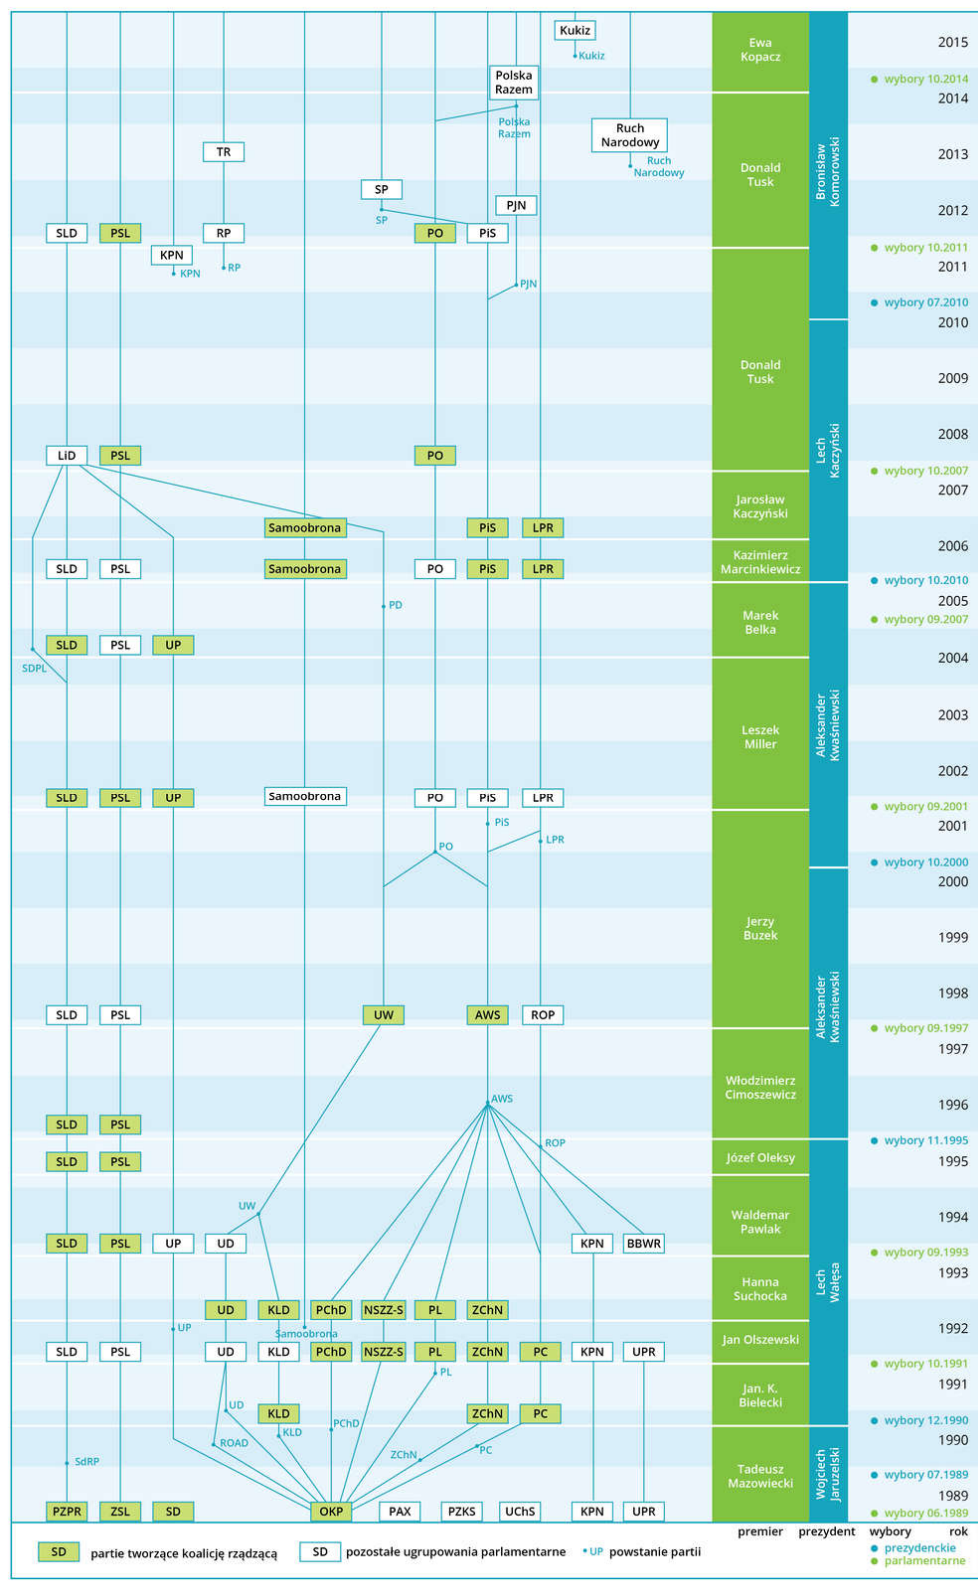 Kukiz
Ewa
Kopacz
2015
Kukiz
Polska
Razem
wybory 10.2014
2014
Polska
Razem
Ruch
Narodowy
TR
2013
Ruch
Narodowy
Donald
Tusk
Bronisław
Komorowski
SP
PJN
2012
SP
SLD
PSL
RP
PO
PiS
wybory 10.2011
KPN
KPN
RP
2011
PJN
wybory 07.2010
2010
Donald
Tusk
2009
Lech
Kaczyński
2008
LiD
PSL
PO
wybory 10.2007
2007
Jarosław
Kaczyński
Samoobrona
PiS
LPR
2006
Kazimierz
Marcinkiewicz
SLD
PSL
Samoobrona
PO
PiS
LPR
wybory 10.2010
2005
PD
Marek
Belka
wybory 09.2007
SLD
PSL
UP
2004
SDPL
Leszek
Miller
Aleksander
Kwaśniewski
2003
2002
SLD
PSL
UP
Samoobrona
PO
PiS
LPR
wybory 09.2001
PiS
2001
LPR
PO
wybory 10.2000
2000
Jerzy
Buzek
1999
1998
Aleksander
Kwaśniewski
SLD
PSL
UW
AWS
ROP
wybory 09.1997
1997
Włodzimierz
Cimoszewicz
AWS
1996
SLD
PSL
ROP
wybory 11.1995
SLD
PSL
Józef Oleksy
1995
UW
Waldemar
Pawlak
1994
SLD
PSL
UP
UD
KPN
BBWR
wybory 09.1993
Lech
Wałęsa
Hanna
Suchocka
1993
UD
KLD
PChD
NSZZ-S
PL
ZChN
UP
Samoobrona
1992
Jan Olszewski
SLD
PSL
UD
KLD
PChD
NSZZ-S
PL
ZChN
PC
KPN
UPR
wybory 10.1991
PL
Jan. K.
Bielecki
1991
UD
KLD
ZChN
PC
wybory 12.1990
PChD
KLD
ROAD
ZChN
PC
1990
SdRP
Tadeusz
Mazowiecki
Wojciech
Jaruzelski
wybory 07.1989
1989
PZPR
ZSL
SD
OKP
PAX
PZKS
UChS
KPN
UPR
wybory 06.1989
premier
prezydent
wybory
rok
SD partie tworzące koalicję rządzącą
SD pozostałe ugrupowania parlamentarne
UP powstanie partii
prezydenckie
parlamentarne